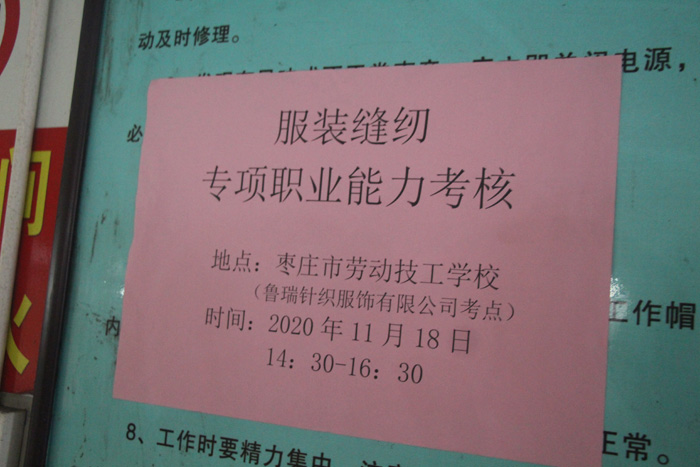 动及时修理。
电源，
必
服装缝纫
专项职业能力考核
地点：枣庄市劳动技工学校
（鲁瑞针织服饰有限公司考点）
时间：2020年11月18日
14：30-16：30
工作帽
内
8、工作时要精力集中
正常。